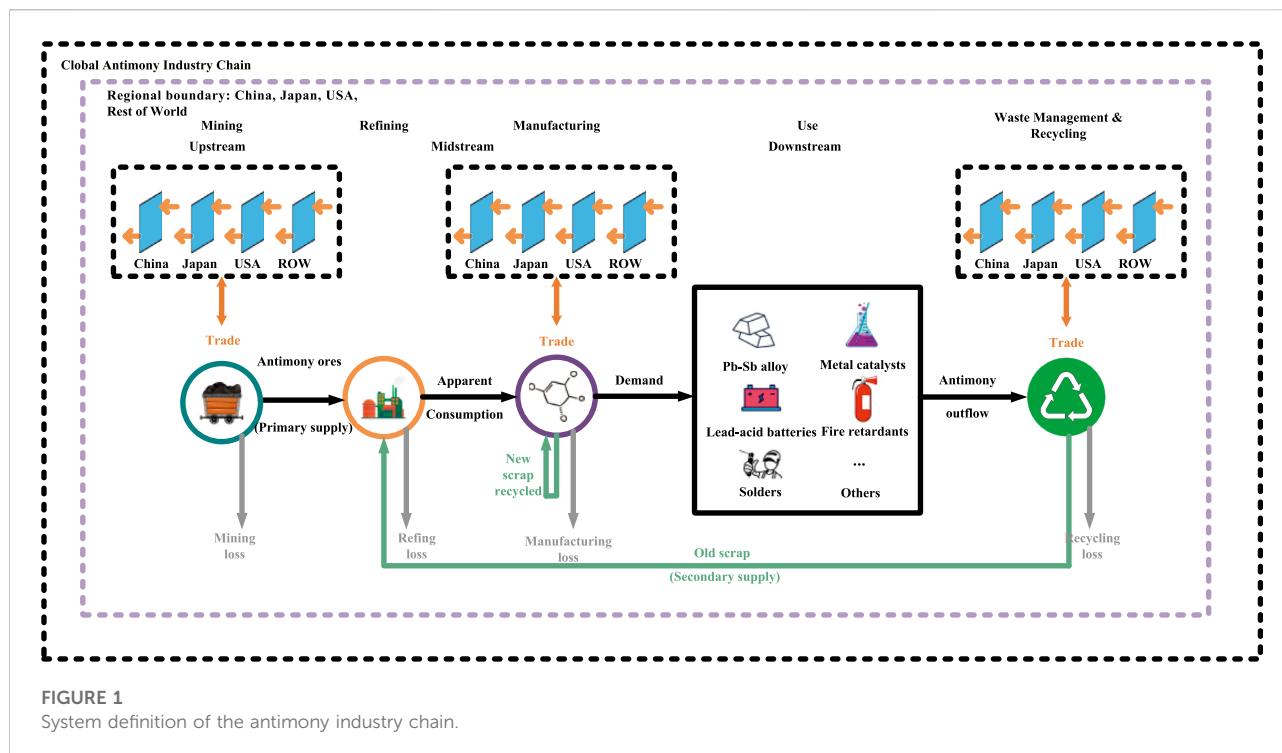 Clobal Antimony Industry Chain
Regional boundary: China, Japan, USA,
Rest of World
Mining
Upstream
Refining
Midstream
Manufacturing
Use
Downstream
Waste Management &
Recycling
China Japan USA ROW
China Japan USA ROW
China Japan USA ROW
Trade
Trade
Trade
Antimony ores
(Primary supply)
Apparent
Consumption
Demand
Pb-Sb alloy
Metal catalysts
Lead-acid batteries
Fire retardants
Solders
...
Others
Antimony
outflow
New
scrap
recycled
Mining
loss
Refing
loss
Manufacturing
loss
Old scrap
(Secondary supply)
Recycling
loss
FIGURE 1
System definition of the antimony industry chain.